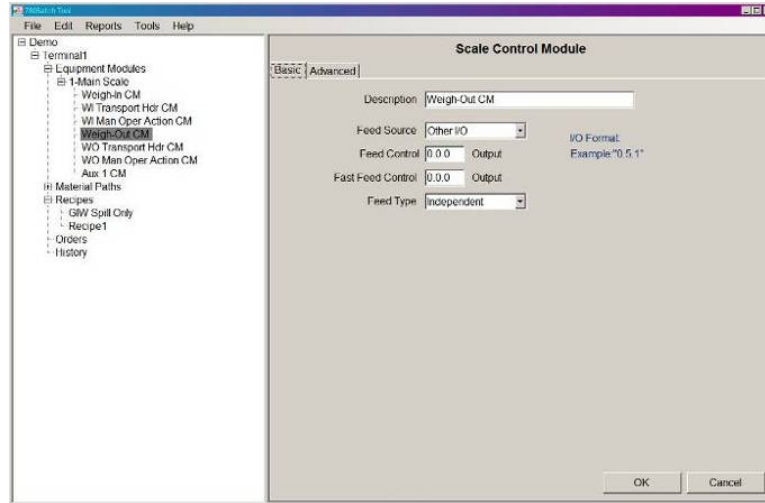 780Batch Tool
File Edit Reports Tools Help
Demo
Terminal1
Equipment Modules
1-Main Scale
Weigh-In CM
WI Transport Hdr CM
WI Man Oper Action CM
Weigh-Out CM
WO Transport Hdr CM
WO Man Oper Action CM
Aux 1 CM
Material Paths
Recipes
GIW Spill Only
Recipe1
Orders
History
Scale Control Module
Basic Advanced
Description Weigh-Out CM
Feed Source Other I/O
I/O Format:
Feed Control 0.0.0 Output Example:"0.5.1"
Fast Feed Control 0.0.0 Output
Feed Type Independent
OK Cancel